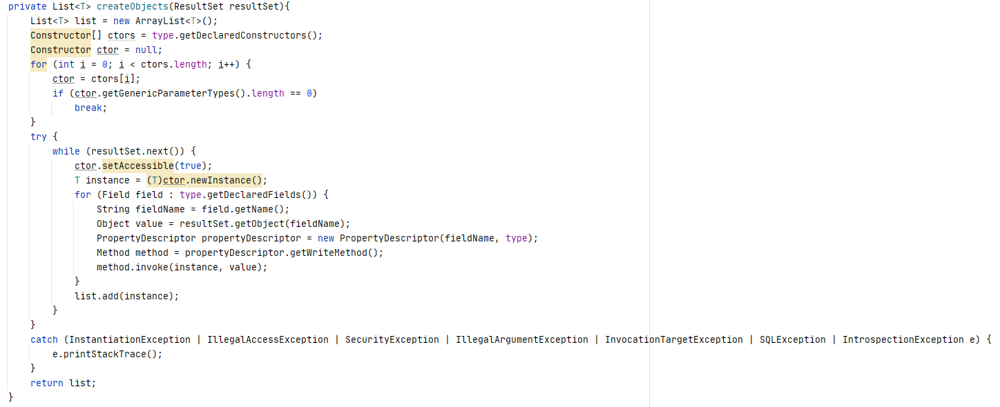 private List<T> createObjects(ResultSet resultSet){
    List<T> list = new ArrayList<T>();
    Constructor[] ctors = type.getDeclaredConstructors();
    Constructor ctor = null;
    for (int i = 0; i < ctors.length; i++) {
        ctor = ctors[i];
        if (ctor.getGenericParameterTypes().length == 0)
            break;
    }
    try {
        while (resultSet.next()) {
            ctor.setAccessible(true);
            T instance = (T)ctor.newInstance();
            for (Field field : type.getDeclaredFields()) {
                String fieldName = field.getName();
                Object value = resultSet.getObject(fieldName);
                PropertyDescriptor propertyDescriptor = new PropertyDescriptor(fieldName, type);
                Method method = propertyDescriptor.getWriteMethod();
                method.invoke(instance, value);
            }
            list.add(instance);
        }
    }
    catch (InstantiationException | IllegalAccessException | SecurityException | IllegalArgumentException | InvocationTargetException | SQLException | IntrospectionException e) {
        e.printStackTrace();
    }
    return list;
}